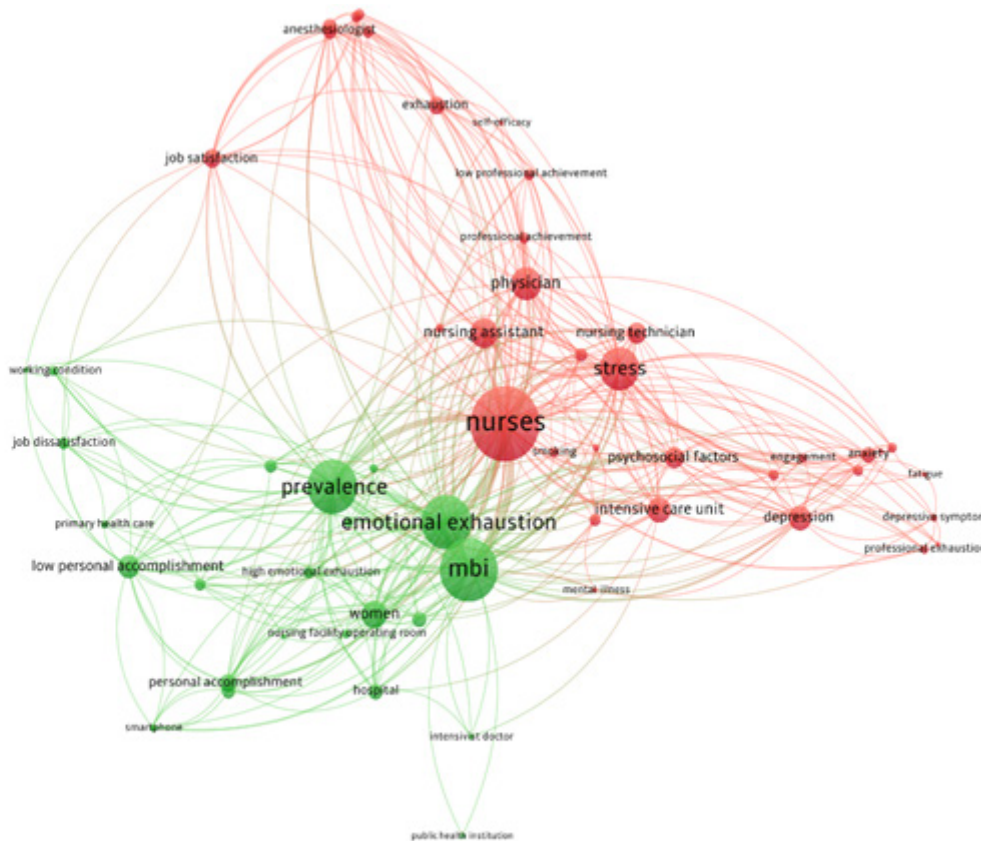 anesthesiologist
exhaustion
self-efficacy
job satisfaction
low professional achievement
professional achievement
physician
nursing assistant
nursing technician
stress
working condition
nurses
job dissatisfaction
smoking
psychosocial factors
engagement
anxiety
fatigue
prevalence
emotional exhaustion
intensive care unit
depression
depressive symptom
primary health care
professional exhaustion
low personal accomplishment
high emotional exhaustion
mbi
mental illness
women
nursing facility operating room
personal accomplishment
hospital
smartphone
intensivist doctor
public health institution